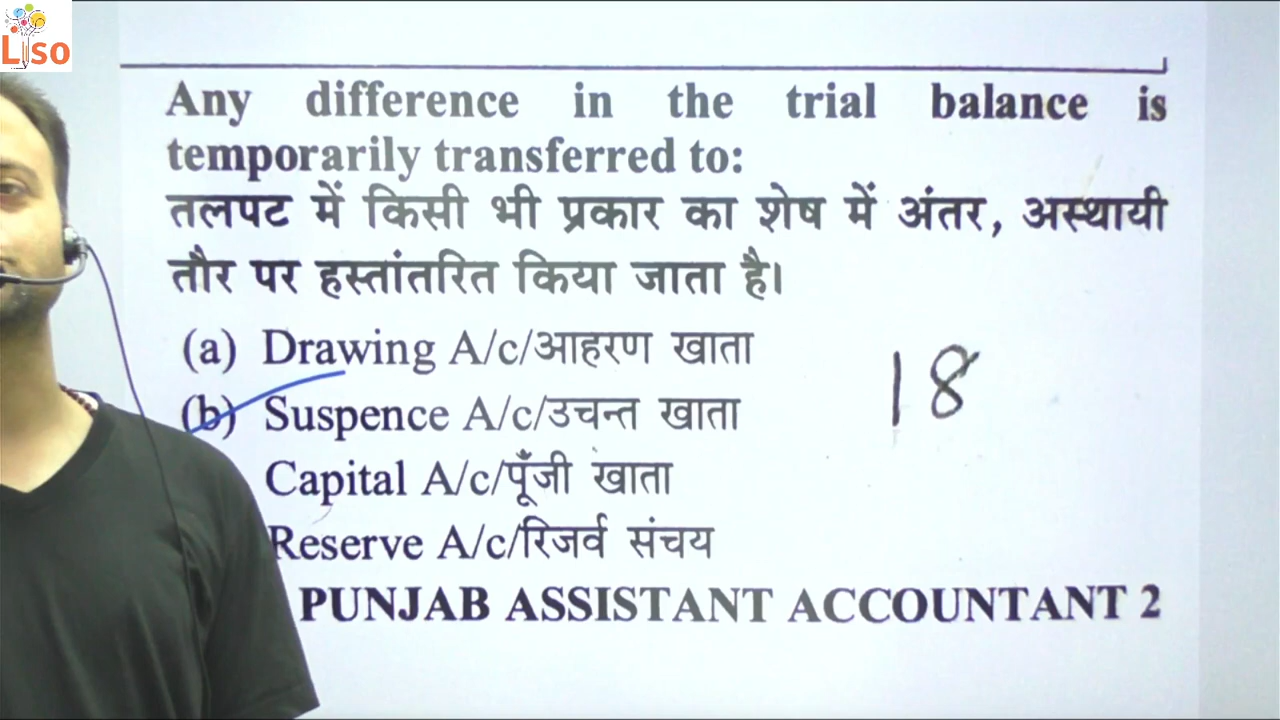 Liso
Any difference in the trial balance is
temporarily transferred to:
तलपट में किसी भी प्रकार का शेष में अंतर, अस्थायी
तौर पर हस्तांतरित किया जाता है।
(a) Drawing A/c/आहरण खाता
(b) Suspence A/c/उचन्त खाता
18
Capital A/c/पूँजी खाता
Reserve A/c/रिजर्व संचय
PUNJAB ASSISTANT ACCOUNTANT 2